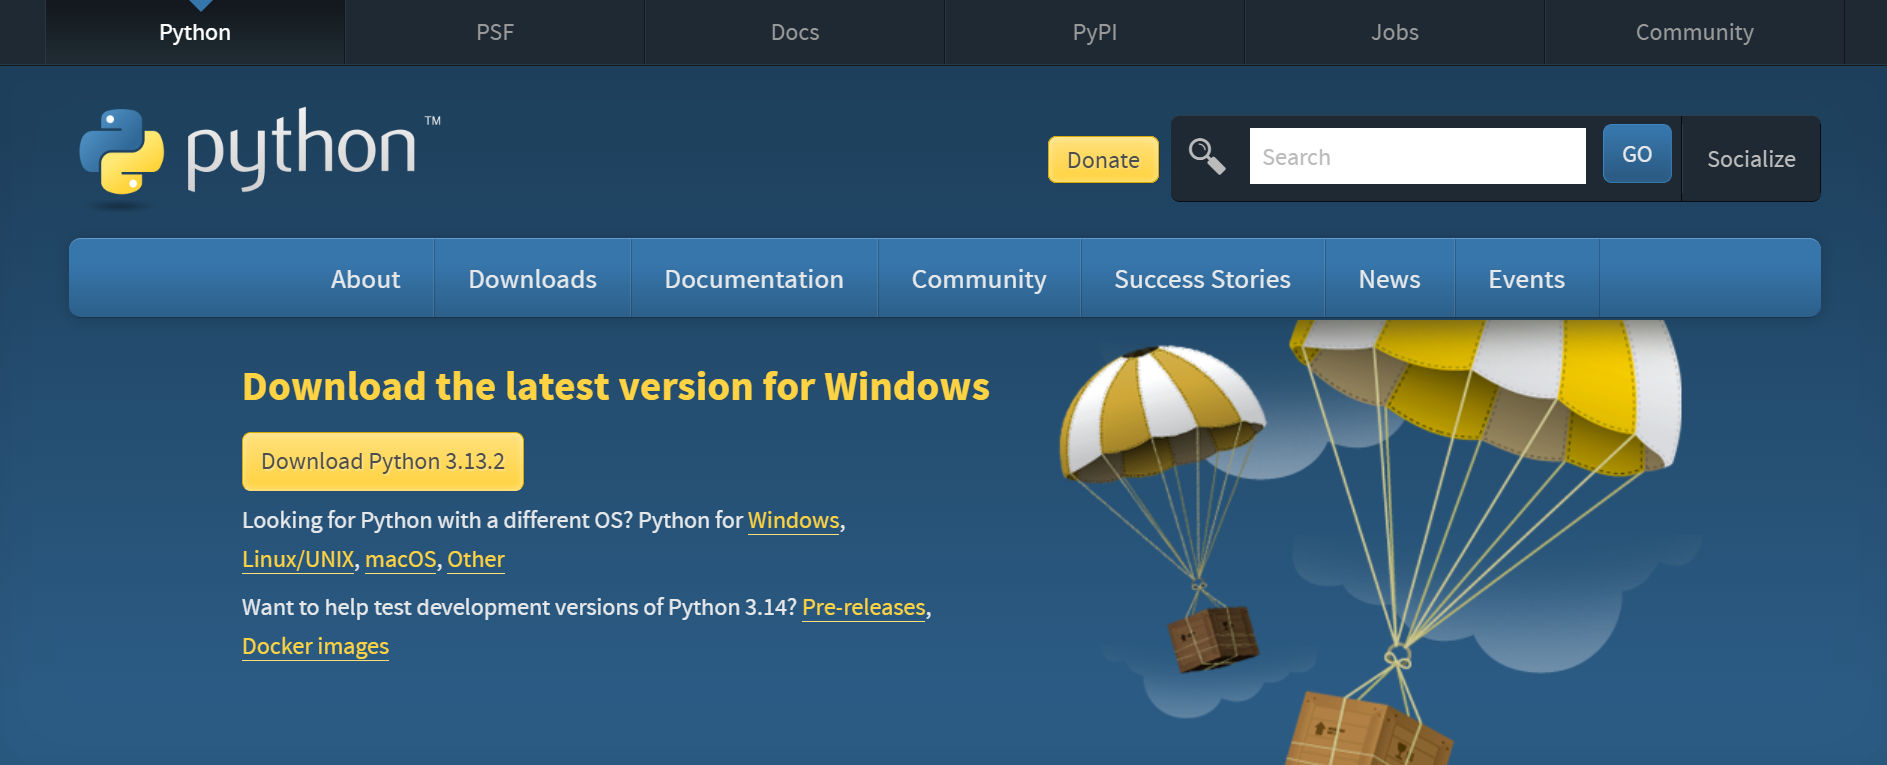 Python PSF Docs PyPI Jobs Community
python™
Donate Search GO Socialize
About Downloads Documentation Community Success Stories News Events
Download the latest version for Windows
Download Python 3.13.2
Looking for Python with a different OS? Python for Windows,
Linux/UNIX, macOS, Other
Want to help test development versions of Python 3.14? Pre-releases,
Docker images